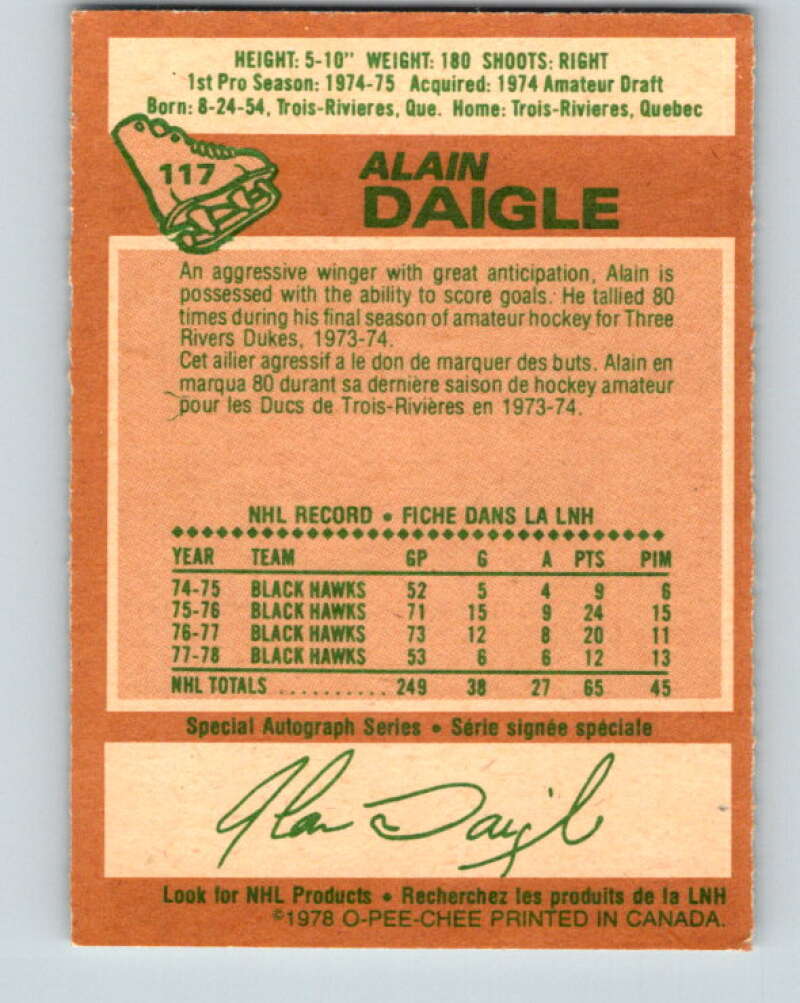 HEIGHT: 5-10" WEIGHT: 180 SHOOTS: RIGHT
1st Pro Season: 1974-75 Acquired: 1974 Amateur Draft
Born: 8-24-54, Trois-Rivieres, Que. Home: Trois-Rivieres, Quebec
117
ALAIN
DAIGLE
An aggressive winger with great anticipation, Alain is
possessed with the ability to score goals. He tallied 80
times during his final season of amateur hockey for Three
Rivers Dukes, 1973-74.
Cet ailier agressif a le don de marquer des buts. Alain en
marqua 80 durant sa dernière saison de hockey amateur
pour les Ducs de Trois-Rivières en 1973-74.
NHL RECORD • FICHE DANS LA LNH
YEAR TEAM GP G A PTS PIM
74-75 BLACK HAWKS 52 5 4 9 6
75-76 BLACK HAWKS 71 15 9 24 15
76-77 BLACK HAWKS 73 12 8 20 11
77-78 BLACK HAWKS 53 6 6 12 13
NHL TOTALS .......... 249 38 27 65 45
Special Autograph Series • Série signée spéciale
Alain Daigle
Look for NHL Products • Recherchez les produits de la LNH
©1978 O-PEE-CHEE PRINTED IN CANADA.